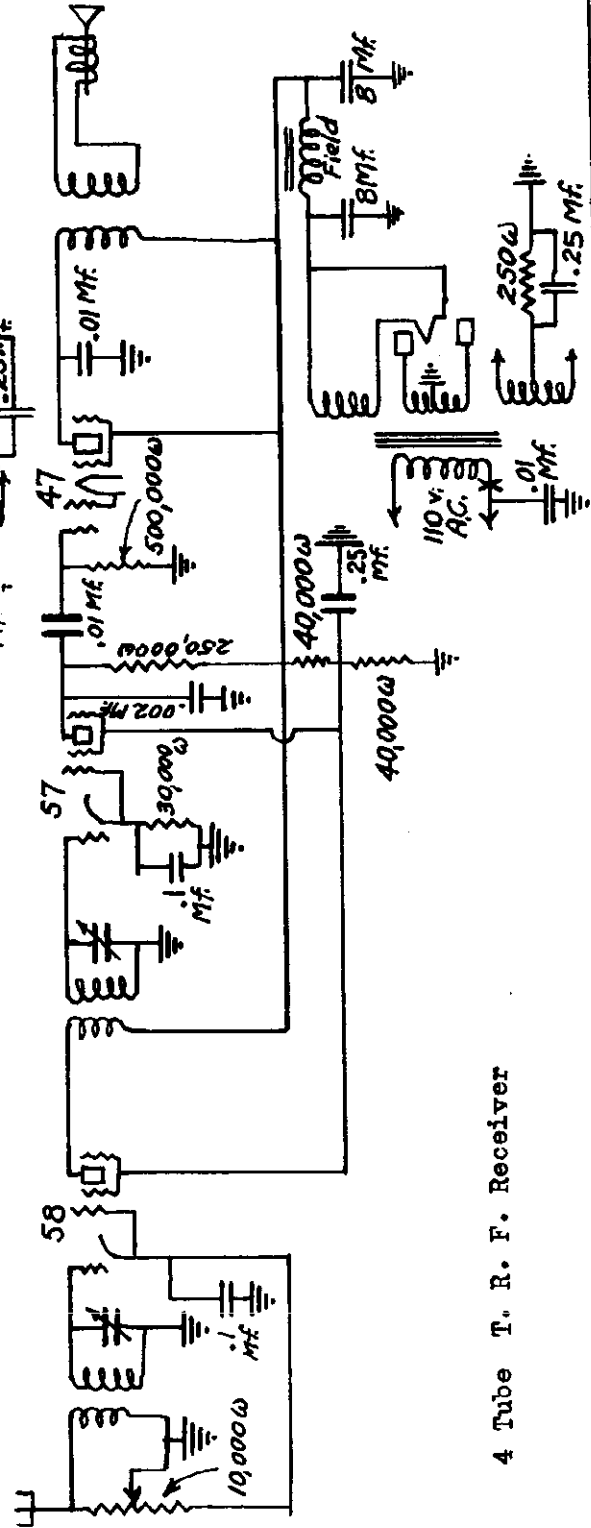 58
57
47
10,000ω
.1
Mf.
.1
Mf.
30,000
ω
.002 Mf.
250,000ω
.01 Mf.
500,000ω
.01 Mf.
40,000ω
.25
Mf.
40,000ω
Field
8 Mf.
8 Mf.
110 v.
A.C.
.01
Mf.
250ω
.25 Mf.
4 Tube T. R. F. Receiver